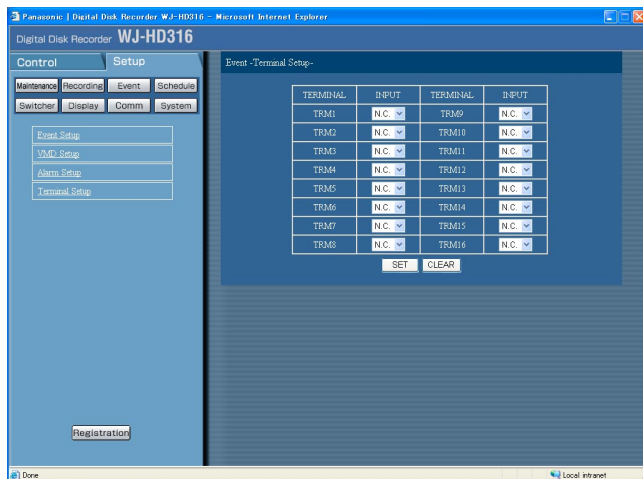 Panasonic | Digital Disk Recorder WJ-HD316 - Microsoft Internet Explorer
Digital Disk Recorder WJ-HD316
Control Setup
Maintenance Recording Event Schedule
Switcher Display Comm System
Event Setup
VMD Setup
Alarm Setup
Terminal Setup
Registration
Event -Terminal Setup-
TERMINAL INPUT TERMINAL INPUT
TRM1 N.C. TRM9 N.C.
TRM2 N.C. TRM10 N.C.
TRM3 N.C. TRM11 N.C.
TRM4 N.C. TRM12 N.C.
TRM5 N.C. TRM13 N.C.
TRM6 N.C. TRM14 N.C.
TRM7 N.C. TRM15 N.C.
TRM8 N.C. TRM16 N.C.
SET CLEAR
Done Local intranet